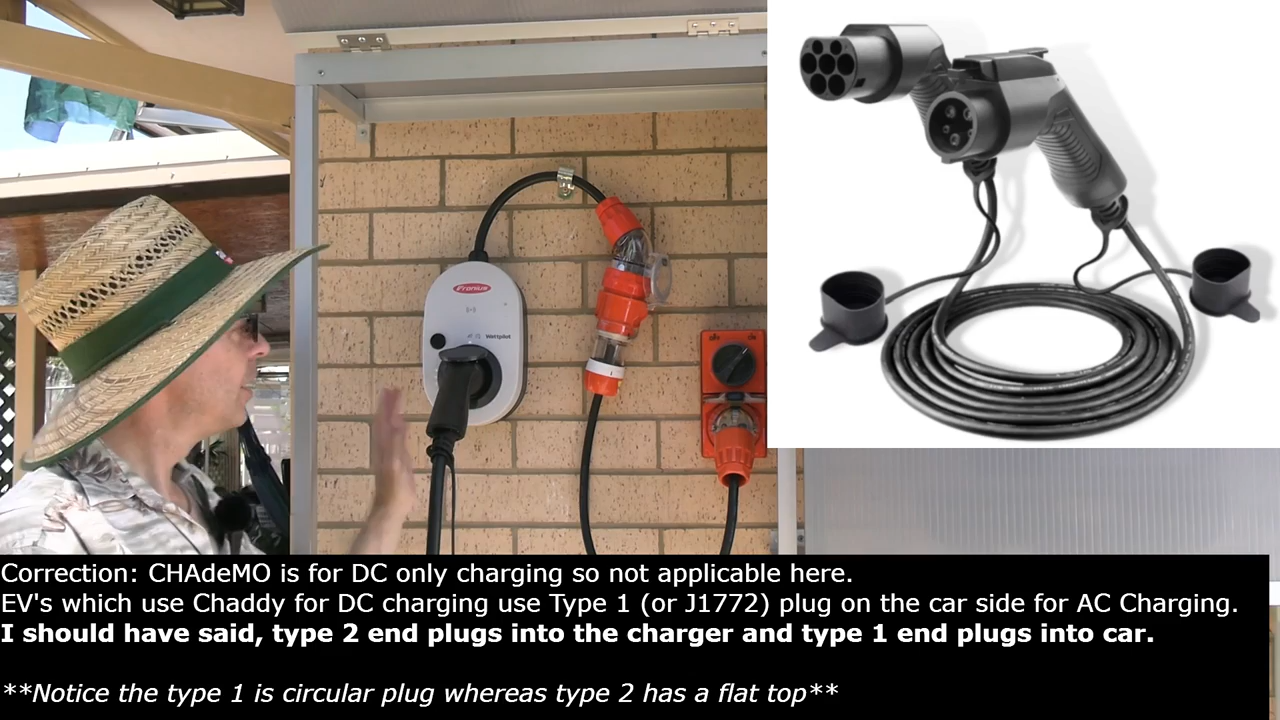 Fronius
Wattpilot
OFF
ON
Correction: CHAdeMO is for DC only charging so not applicable here.
EV's which use Chaddy for DC charging use Type 1 (or J1772) plug on the car side for AC Charging.
I should have said, type 2 end plugs into the charger and type 1 end plugs into car.
**Notice the type 1 is circular plug whereas type 2 has a flat top**